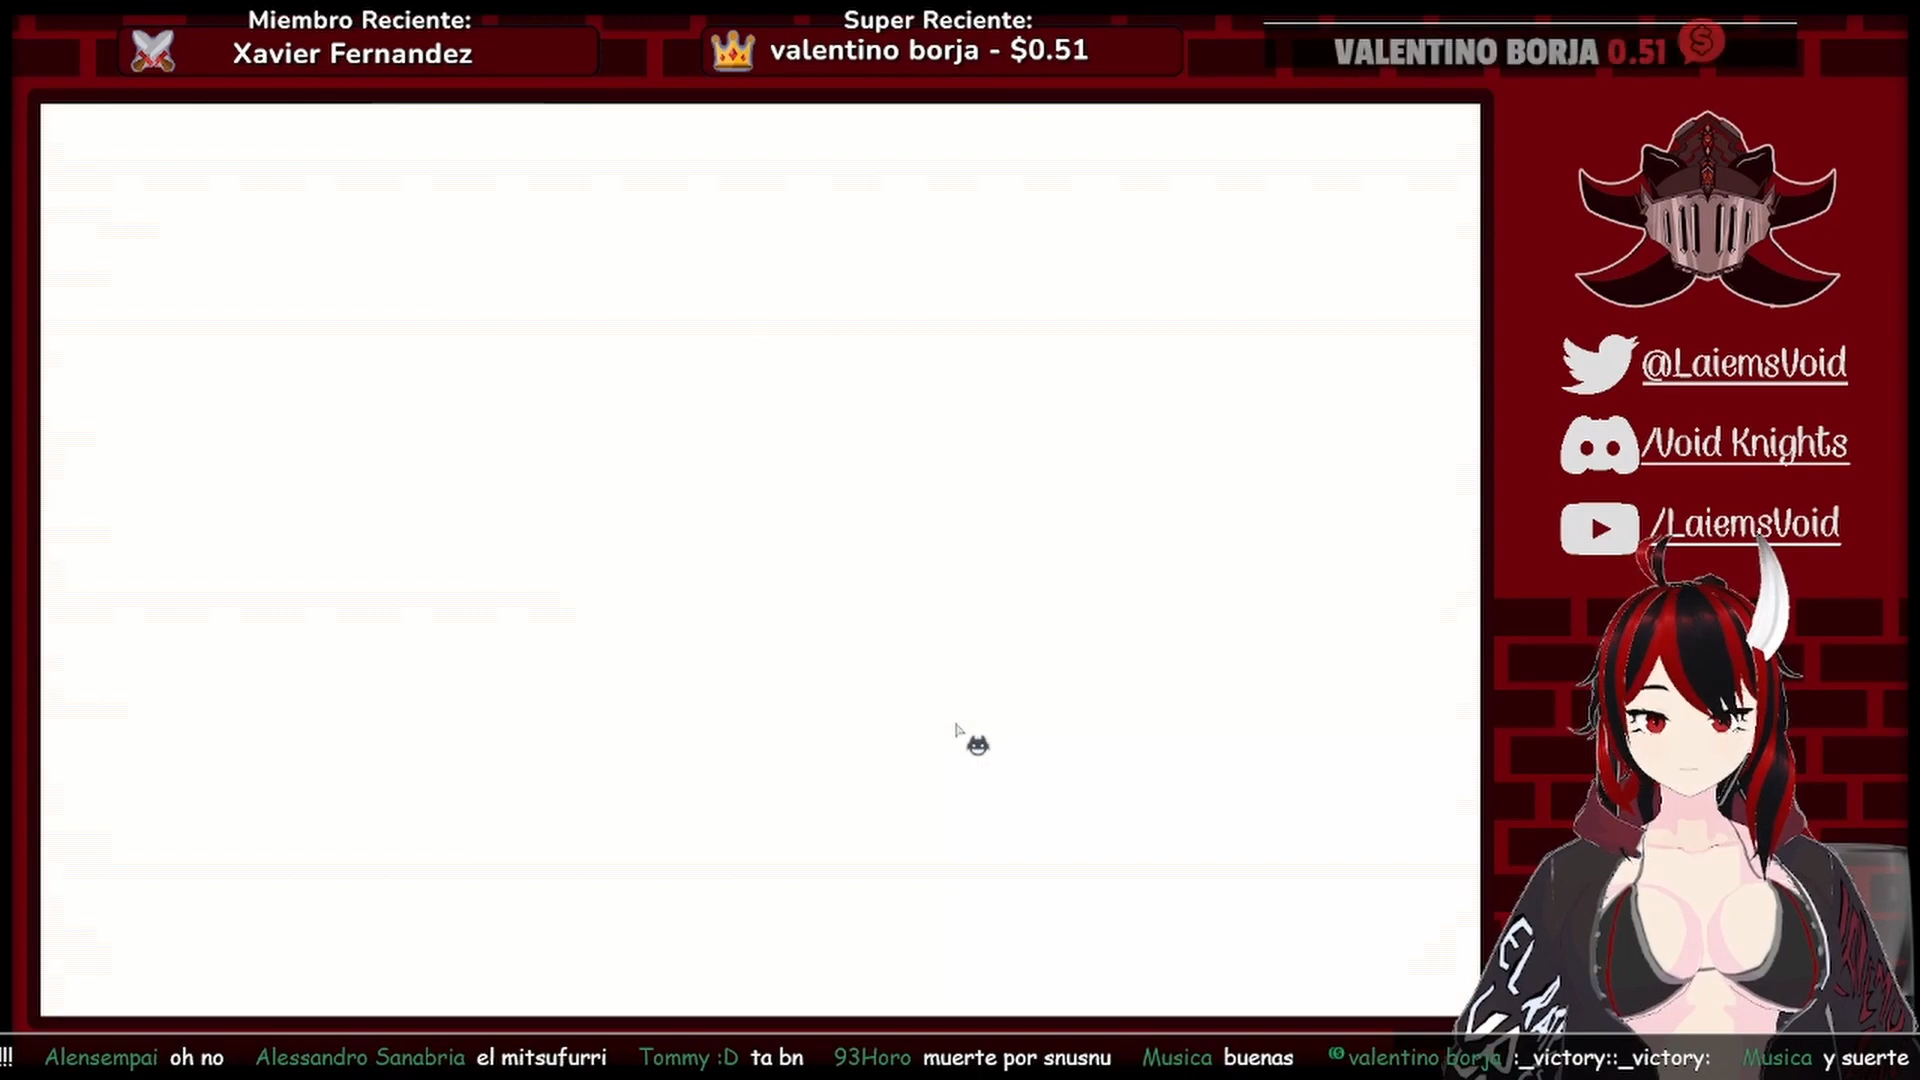 Miembro Reciente:
Xavier Fernandez
Super Reciente:
valentino borja - $0.51
VALENTINO BORJA 0.51
@LaiemsVoid
/Void Knights
/LaiemsVoid
!!! Alensempai oh no Alessandro Sanabria el mitsufurri Tommy :D ta bn 93Horo muerte por snusnu Musica buenas valentino borja :_victory::_victory: Musica y suerte